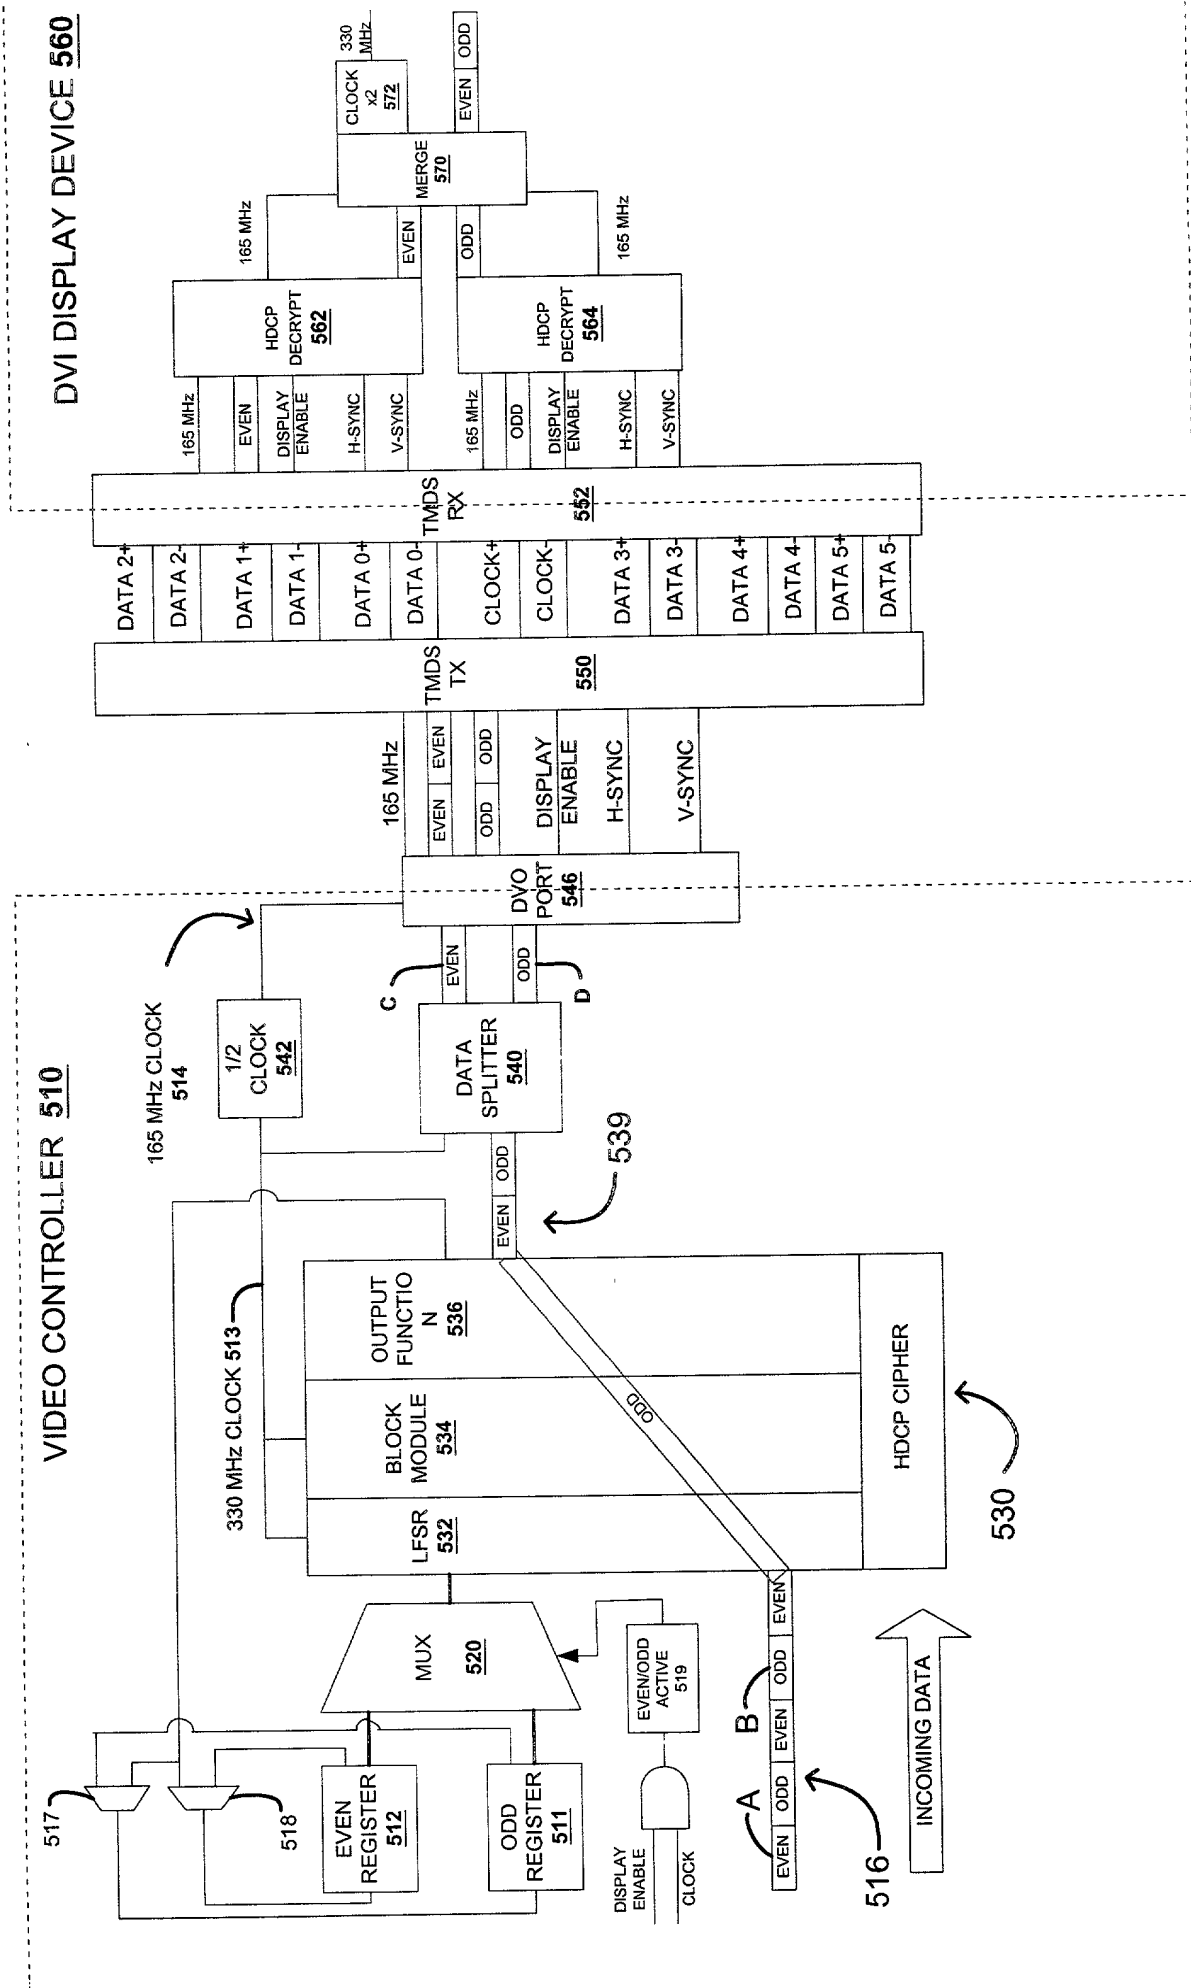 VIDEO CONTROLLER 510
DVI DISPLAY DEVICE 560
517
518
EVEN
REGISTER
512
ODD
REGISTER
511
DISPLAY
ENABLE
CLOCK
EVEN/ODD
ACTIVE
519
MUX
520
A
B
EVEN
ODD
EVEN
ODD
EVEN
516
INCOMING DATA
330 MHz CLOCK 513
LFSR
532
BLOCK
MODULE
534
OUTPUT
FUNCTIO
N
536
ODD
HDCP CIPHER
530
EVEN
ODD
539
165 MHz CLOCK
514
1/2
CLOCK
542
DATA
SPLITTER
540
C
EVEN
ODD
D
DVO
PORT
546
165 MHz
EVEN
EVEN
ODD
ODD
DISPLAY
ENABLE
H-SYNC
V-SYNC
TMDS
TX
550
DATA 2+
DATA 2-
DATA 1+
DATA 1-
DATA 0+
DATA 0-
CLOCK+
CLOCK-
DATA 3+
DATA 3-
DATA 4+
DATA 4-
DATA 5+
DATA 5-
TMDS
RX
552
165 MHz
EVEN
DISPLAY
ENABLE
H-SYNC
V-SYNC
165 MHz
ODD
DISPLAY
ENABLE
H-SYNC
V-SYNC
HDCP
DECRYPT
562
HDCP
DECRYPT
564
165 MHz
EVEN
ODD
165 MHz
MERGE
570
CLOCK
x2
572
330
MHz
EVEN
ODD